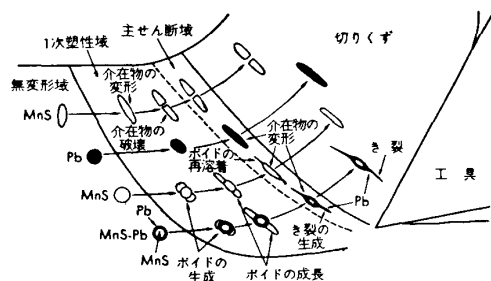 主せん断域
切りくず
1次塑性域
介在物の
変形
無変形域
MnS
介在物の
破壊
介在物の
変形
Pb
ボイドの
再溶着
き裂
工具
MnS
Pb
Pb
MnS-Pb
き裂の
生成
MnS
ボイドの
生成
ボイドの成長